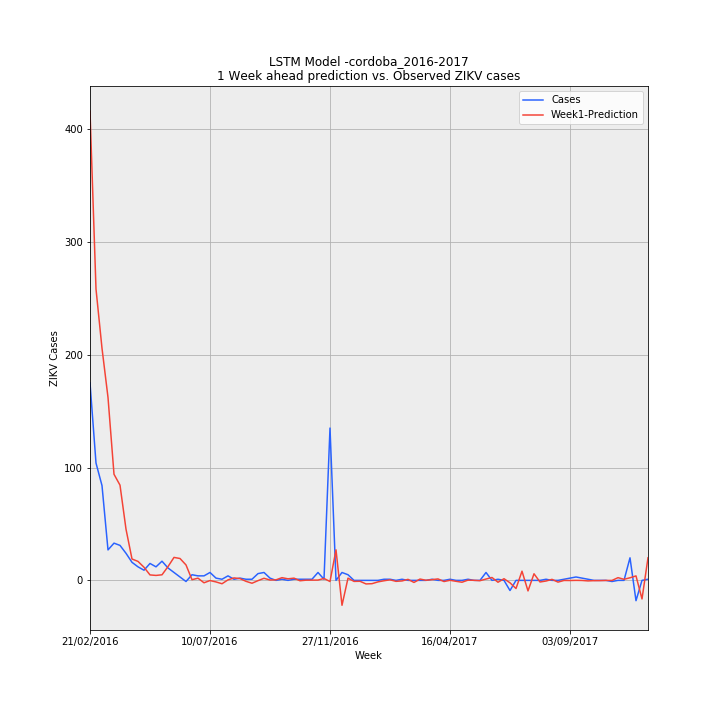 LSTM Model -cordoba_2016-2017
1 Week ahead prediction vs. Observed ZIKV cases
Cases
Week1-Prediction
400
300
200
100
0
ZIKV Cases
21/02/2016 10/07/2016 27/11/2016 16/04/2017 03/09/2017
Week